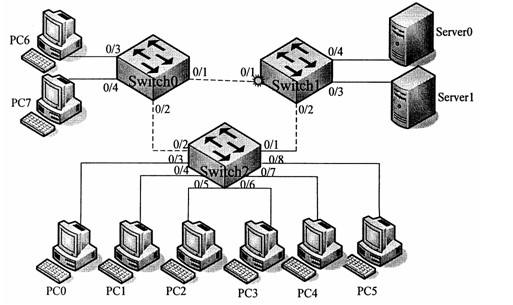 PC6
0/3
0/4
PC7
Switch0
0/1
0/2
0/1
Switch1
0/4
0/3
0/2
Server0
Server1
0/2
0/3
0/4
0/5
Switch2
0/1
0/8
0/7
0/6
PC0
PC1
PC2
PC3
PC4
PC5